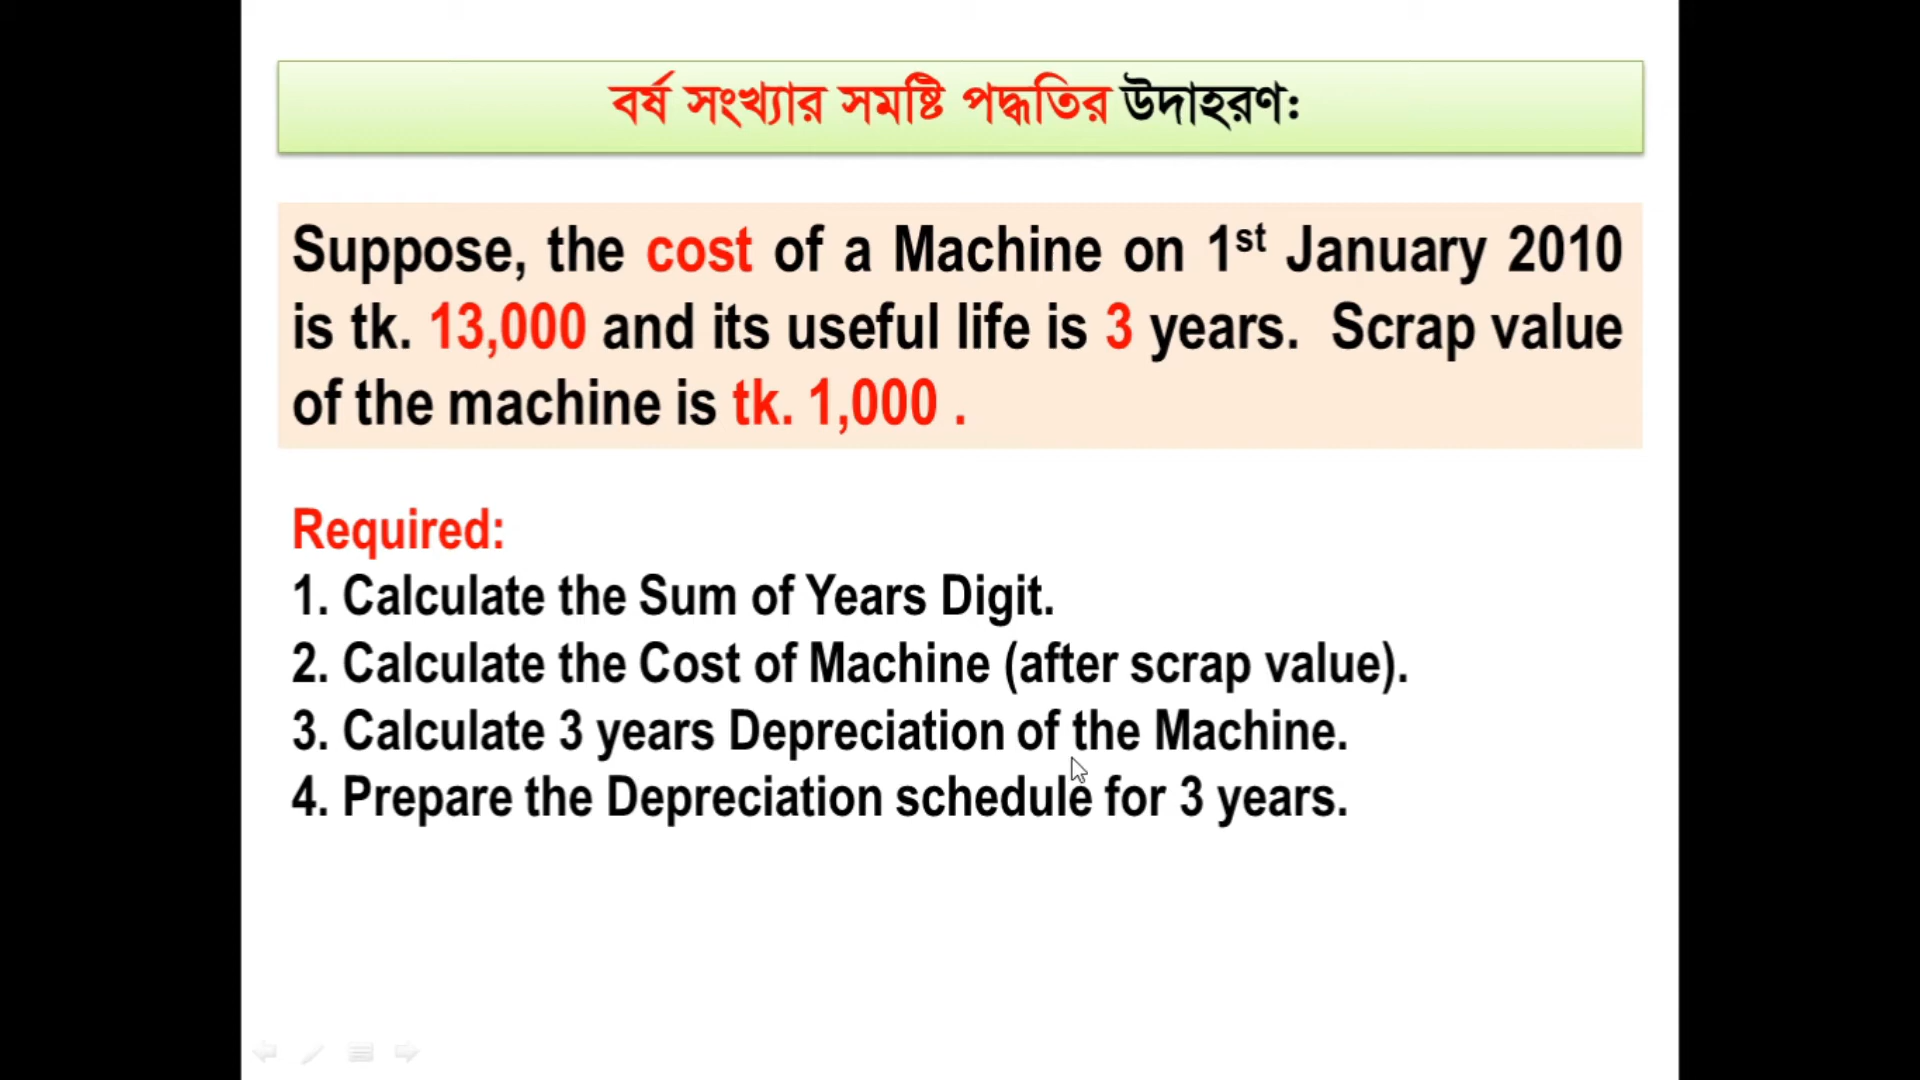 বর্ষ সংখ্যার সমষ্টি পদ্ধতির উদাহরণ:
Suppose, the cost of a Machine on 1st January 2010
is tk. 13,000 and its useful life is 3 years. Scrap value
of the machine is tk. 1,000 .
Required:
1. Calculate the Sum of Years Digit.
2. Calculate the Cost of Machine (after scrap value).
3. Calculate 3 years Depreciation of the Machine.
4. Prepare the Depreciation schedule for 3 years.